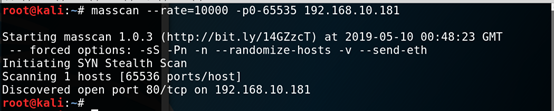 root@kali:~# masscan --rate=10000 -p0-65535 192.168.10.181
Starting masscan 1.0.3 (http://bit.ly/14GZzcT) at 2019-05-10 00:48:23 GMT
-- forced options: -sS -Pn -n --randomize-hosts -v --send-eth
Initiating SYN Stealth Scan
Scanning 1 hosts [65536 ports/host]
Discovered open port 80/tcp on 192.168.10.181
root@kali:~#